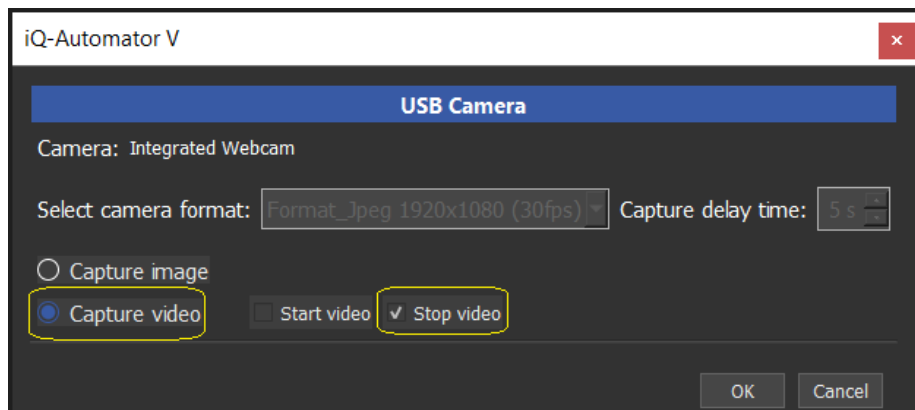 iQ-Automator V
USB Camera
Camera: Integrated Webcam
Select camera format: Format_Jpeg 1920x1080 (30fps) Capture delay time: 5 s
Capture image
Capture video Start video Stop video
OK Cancel